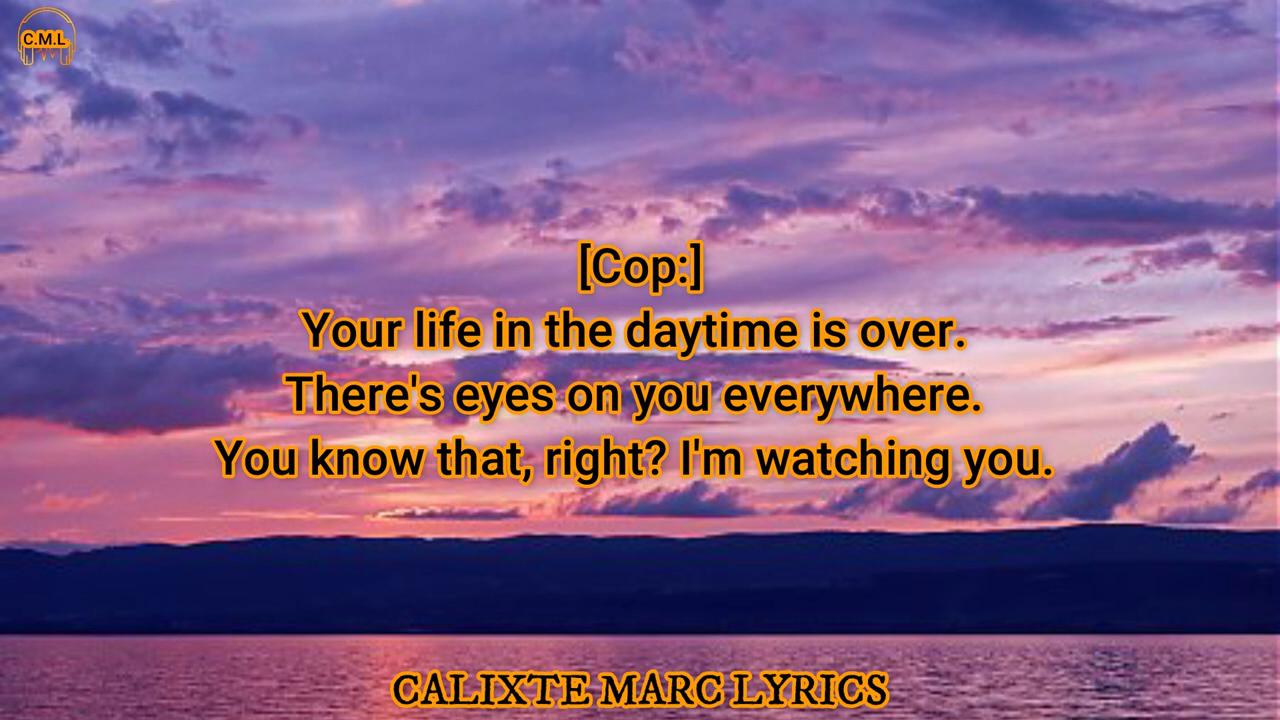 C.M.L
[Cop:]
Your life in the daytime is over.
There's eyes on you everywhere.
You know that, right? I'm watching you.
CALIXTE MARC LYRICS